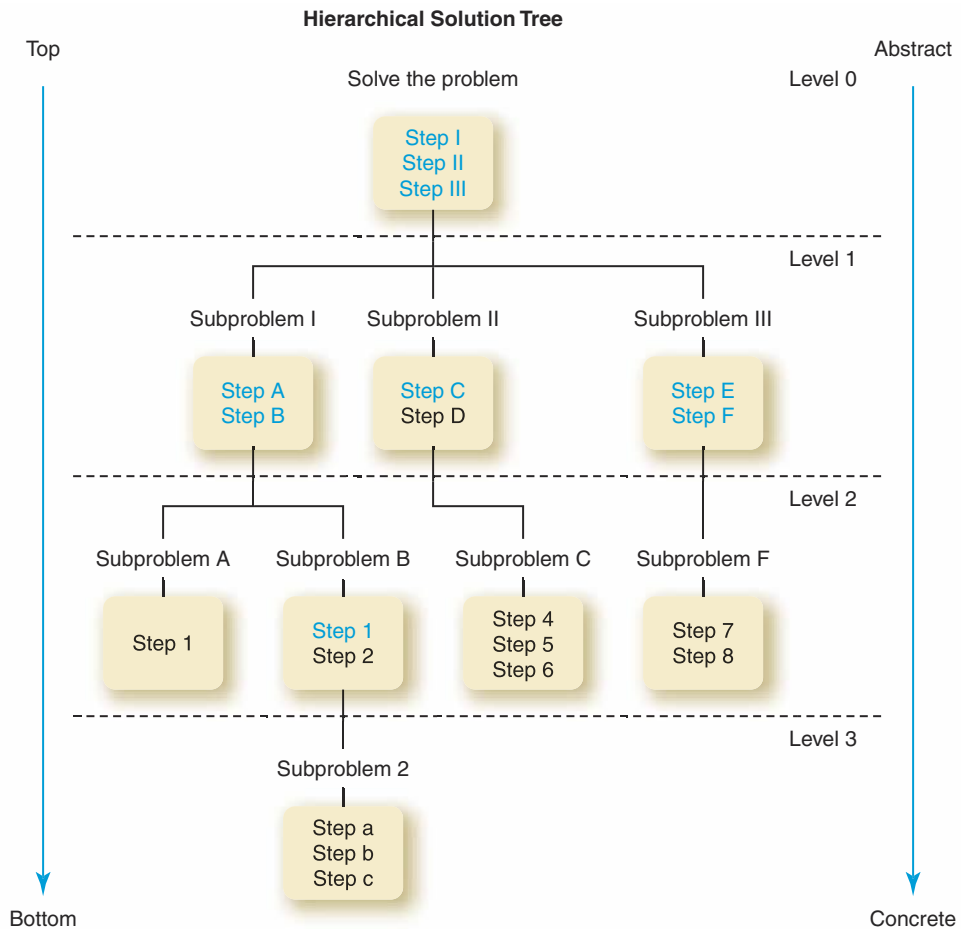 Hierarchical Solution Tree
Top
Abstract
Solve the problem
Level 0
Step I
Step II
Step III
Level 1
Subproblem I
Subproblem II
Subproblem III
Step A
Step B
Step C
Step D
Step E
Step F
Level 2
Subproblem A
Subproblem B
Subproblem C
Subproblem F
Step 1
Step 1
Step 2
Step 4
Step 5
Step 6
Step 7
Step 8
Level 3
Subproblem 2
Step a
Step b
Step c
Bottom
Concrete